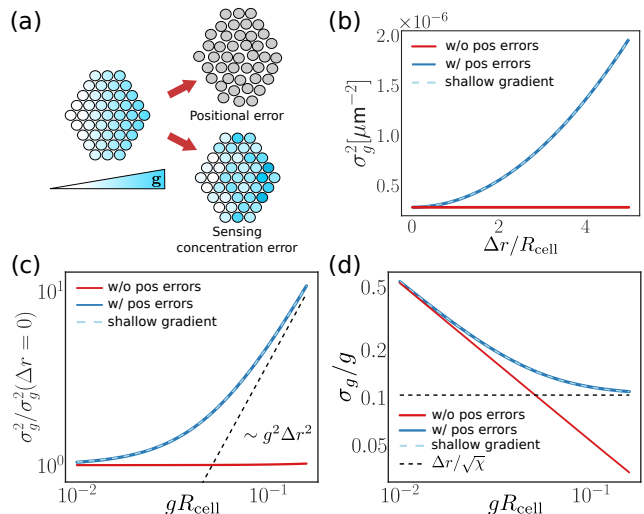 (a)
Positional error
g
Sensing
concentration error
(b)
×10⁻⁶
2.0
1.5
1.0
0.5
σ_g²[μm⁻²]
w/o pos errors
w/ pos errors
shallow gradient
0 2 4
Δr/R_cell
(c)
10¹
10⁰
σ_g²/σ_g²(Δr = 0)
w/o pos errors
w/ pos errors
shallow gradient
~ g²Δr²
10⁻² 10⁻¹
gR_cell
(d)
0.5
0.2
0.1
0.05
σ_g/g
w/o pos errors
w/ pos errors
shallow gradient
Δr/√χ
10⁻² 10⁻¹
gR_cell